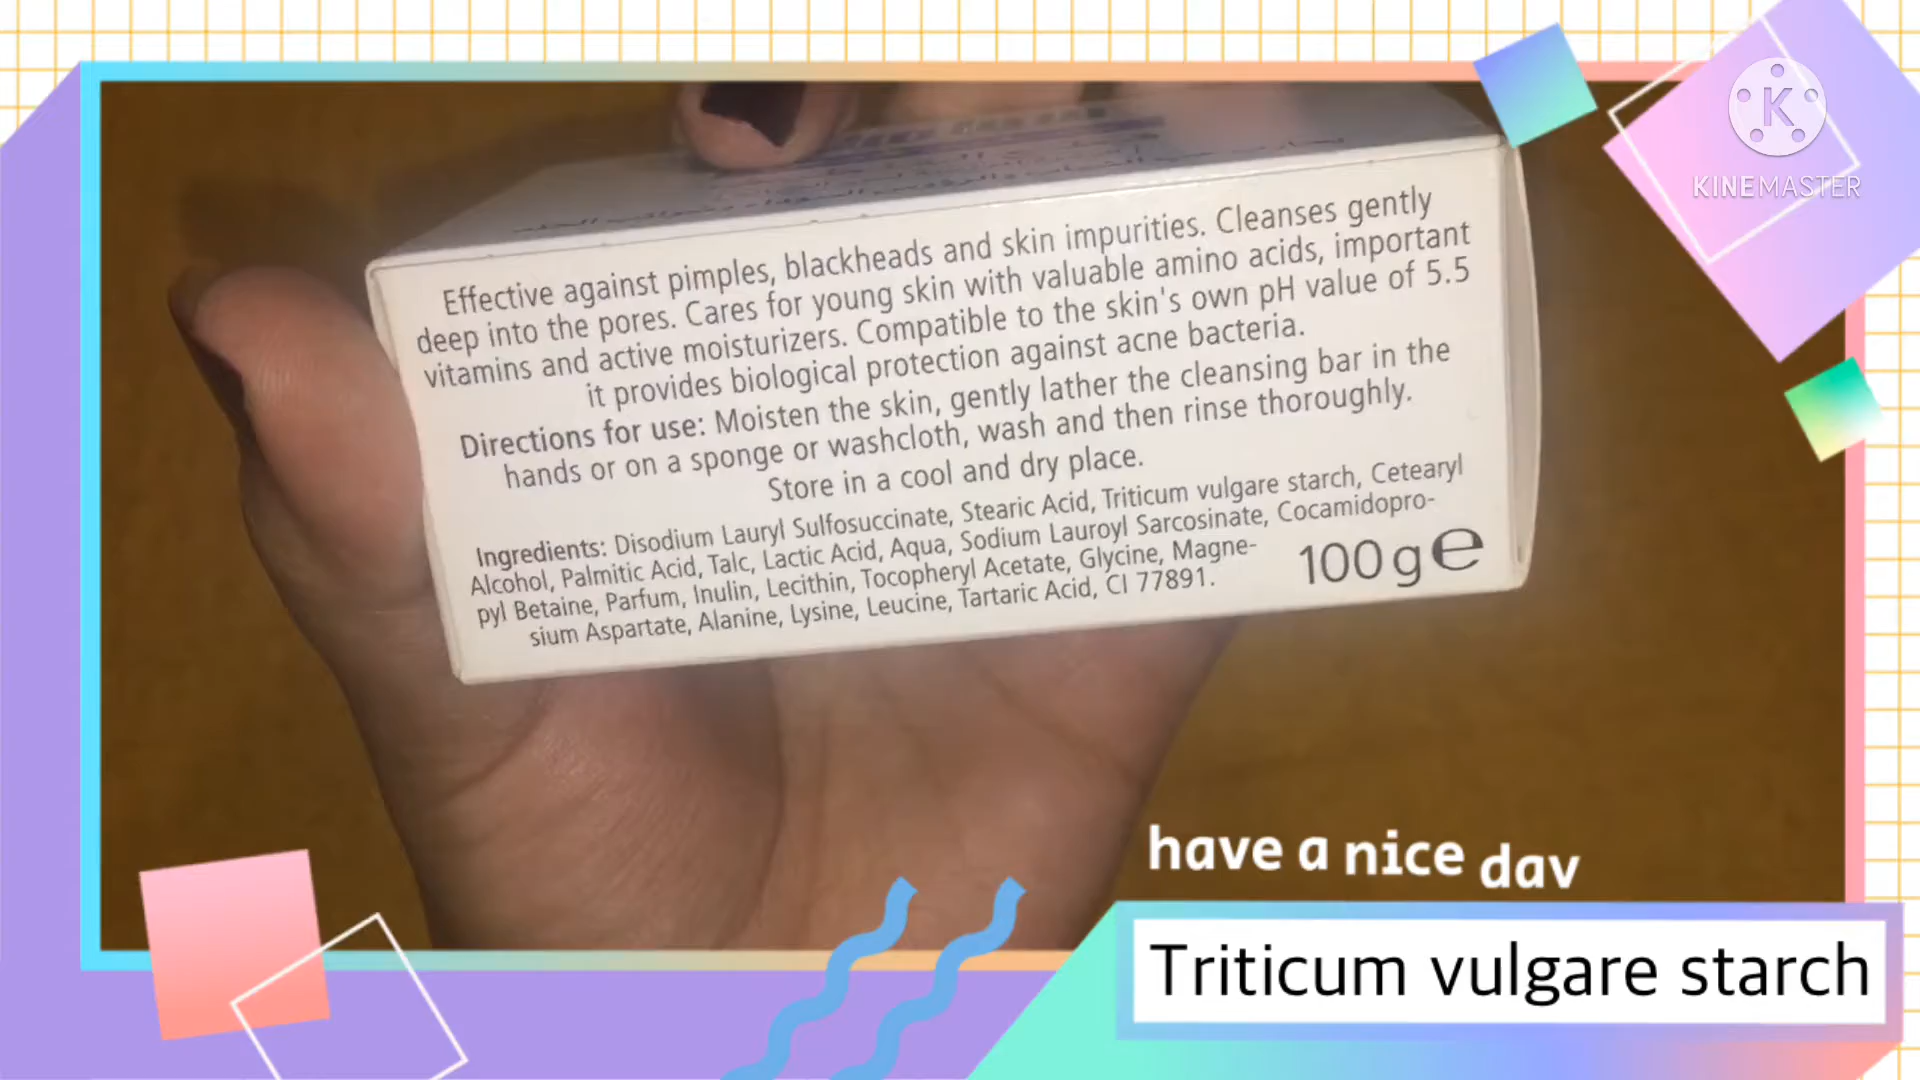 KINEMASTER
Effective against pimples, blackheads and skin impurities. Cleanses gently
deep into the pores. Cares for young skin with valuable amino acids, important
vitamins and active moisturizers. Compatible to the skin's own pH value of 5.5
it provides biological protection against acne bacteria.
Directions for use: Moisten the skin, gently lather the cleansing bar in the
hands or on a sponge or washcloth, wash and then rinse thoroughly.
Store in a cool and dry place.
Ingredients: Disodium Lauryl Sulfosuccinate, Stearic Acid, Triticum vulgare starch, Cetearyl
Alcohol, Palmitic Acid, Talc, Lactic Acid, Aqua, Sodium Lauroyl Sarcosinate, Cocamidopro-
pyl Betaine, Parfum, Inulin, Lecithin, Tocopheryl Acetate, Glycine, Magne-
sium Aspartate, Alanine, Lysine, Leucine, Tartaric Acid, CI 77891.
100 g e
have a nice day
Triticum vulgare starch